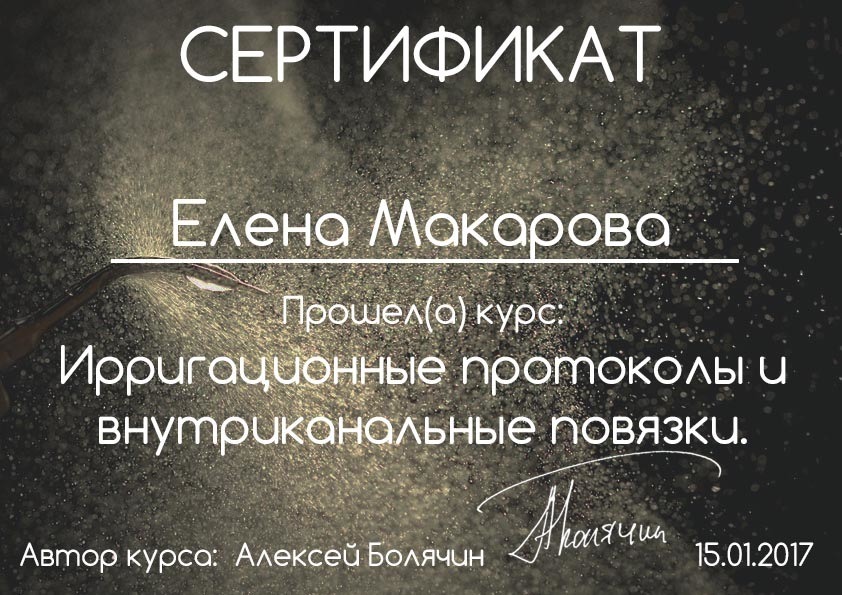 СЕРТИФИКАТ
Елена Макарова
Прошел(а) курс:
Ирригационные протоколы и
внутриканальные повязки.
Автор курса: Алексей Болячин
15.01.2017